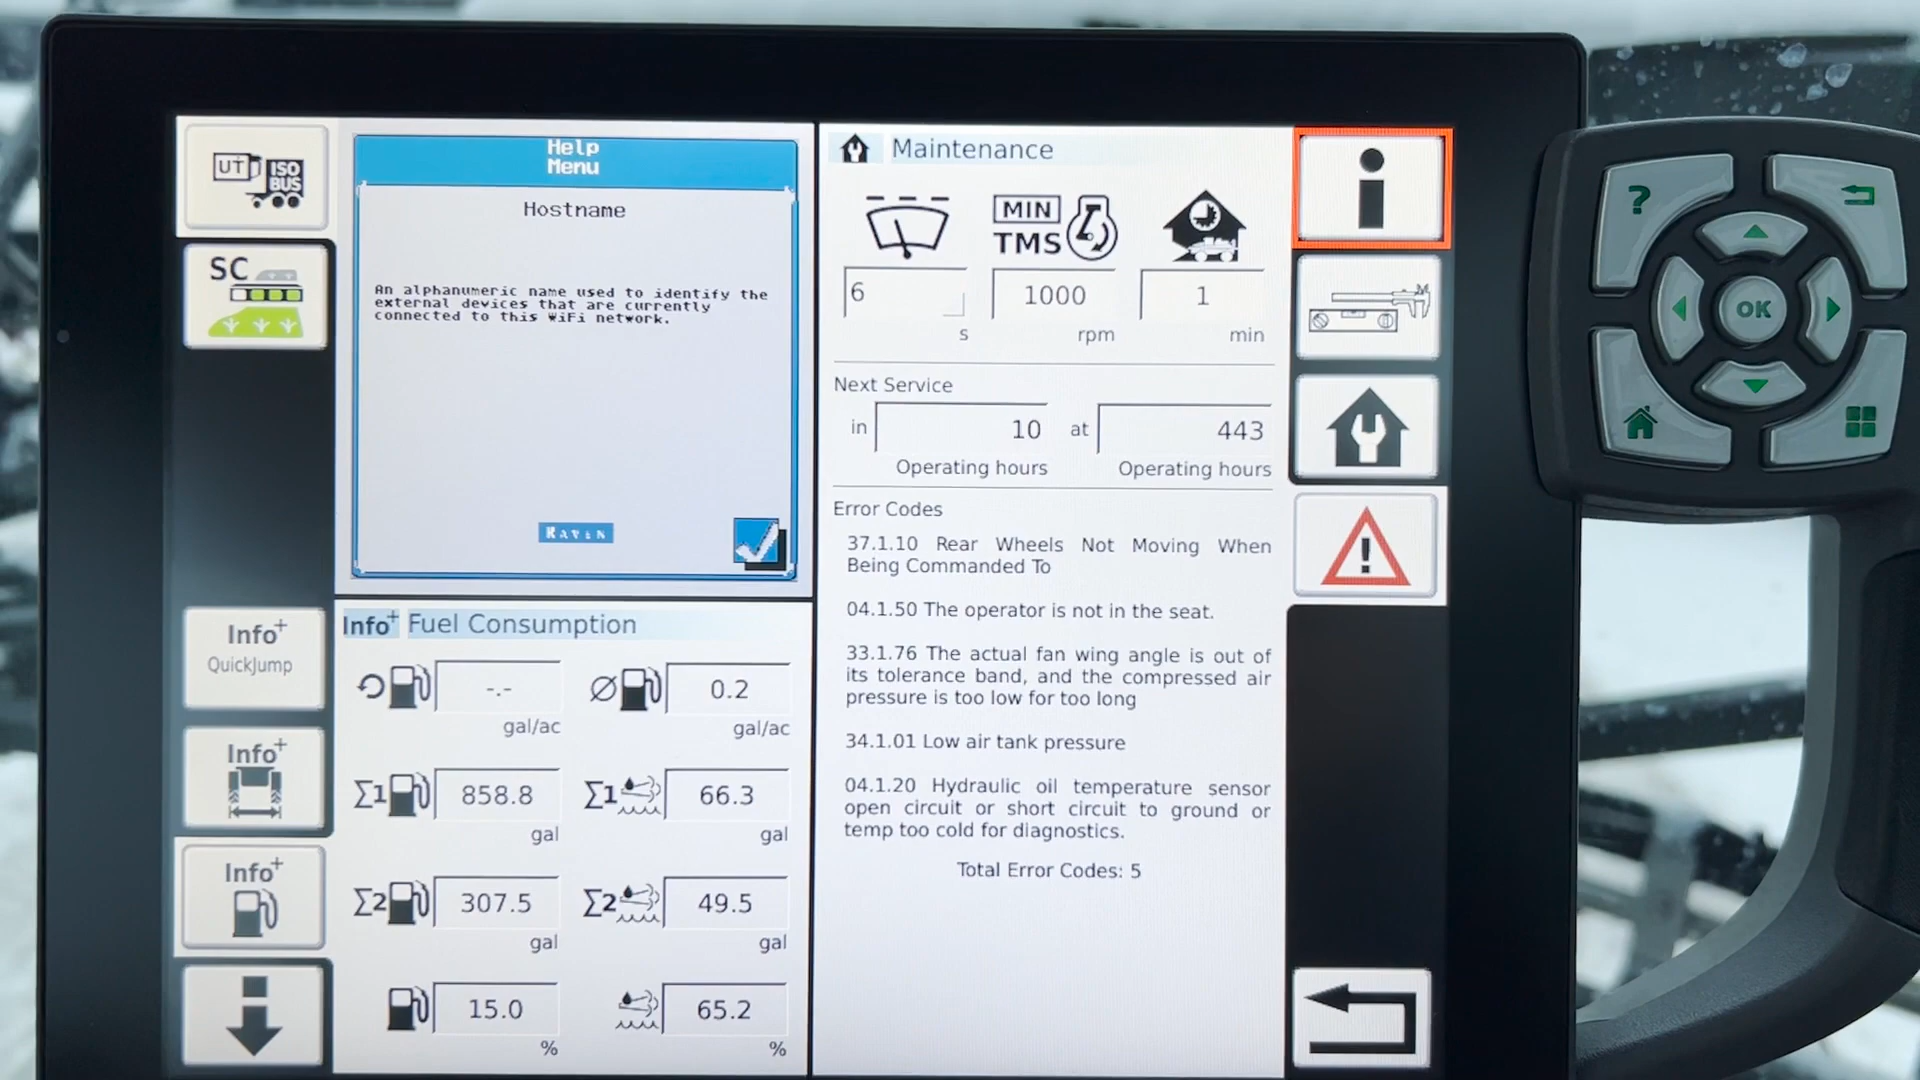 UT ISO BUS
SC
Info+
QuickJump
Info+
Info+
Help
Menu
Hostname
An alphanumeric name used to identify the
external devices that are currently
connected to this WiFi network.
RAVEN
Info+ Fuel Consumption
-.-
gal/ac
Ø 0.2
gal/ac
Σ1 858.8
gal
Σ1 66.3
gal
Σ2 307.5
gal
Σ2 49.5
gal
15.0
%
65.2
%
Maintenance
MIN
TMS
6
s
1000
rpm
1
min
Next Service
in 10 at 443
Operating hours Operating hours
Error Codes
37.1.10 Rear Wheels Not Moving When
Being Commanded To
04.1.50 The operator is not in the seat.
33.1.76 The actual fan wing angle is out of
its tolerance band, and the compressed air
pressure is too low for too long
34.1.01 Low air tank pressure
04.1.20 Hydraulic oil temperature sensor
open circuit or short circuit to ground or
temp too cold for diagnostics.
Total Error Codes: 5
?
OK